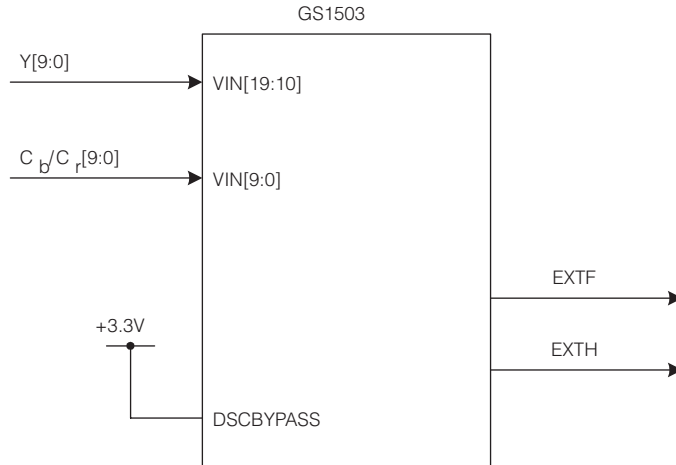 GS1503
Y[9:0]
VIN[19:10]
C b/C r[9:0]
VIN[9:0]
EXTF
+3.3V
EXTH
DSCBYPASS